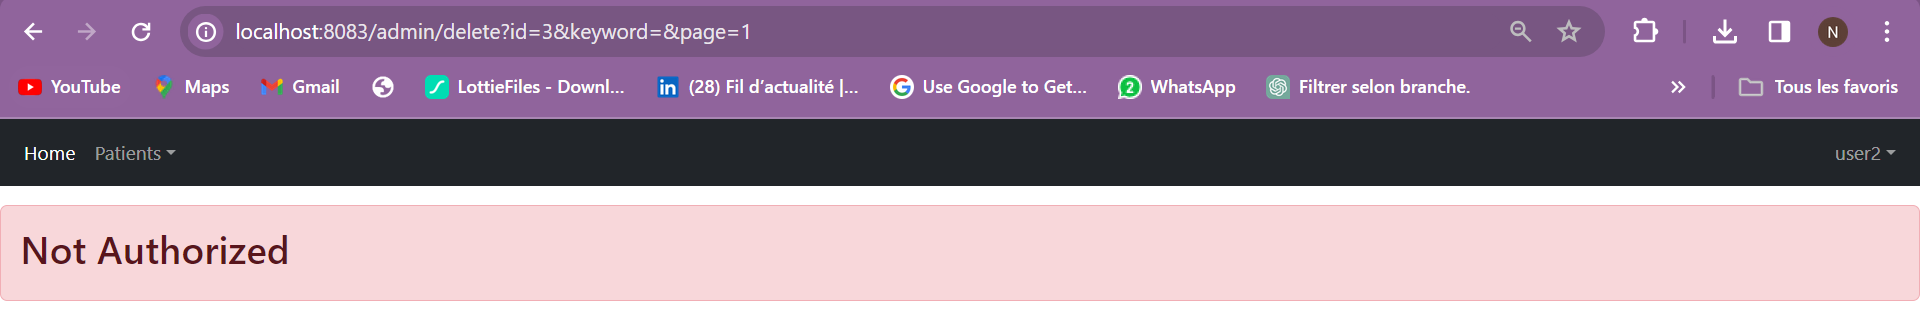 localhost:8083/admin/delete?id=3&keyword=&page=1
N
YouTube Maps Gmail LottieFiles - Downl... (28) Fil d'actualité |... Use Google to Get... 2 WhatsApp Filtrer selon branche. » Tous les favoris
Home Patients user2
Not Authorized